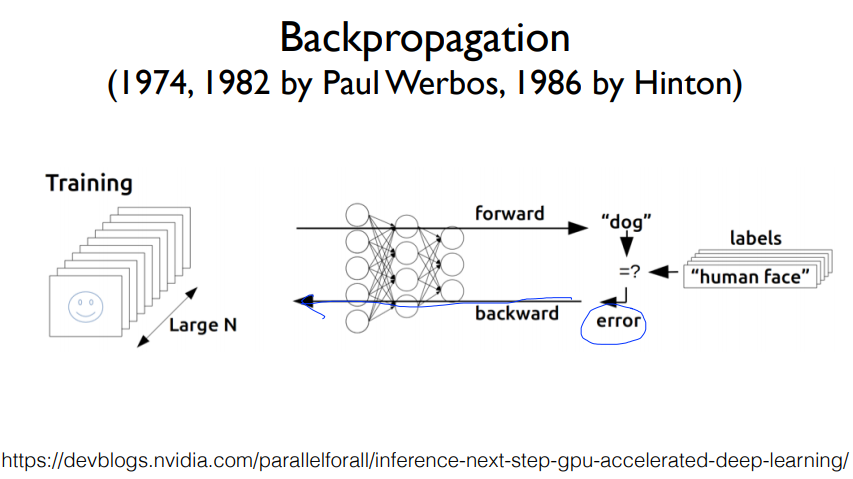 Backpropagation
(1974, 1982 by Paul Werbos, 1986 by Hinton)
Training
Large N
forward
backward
“dog”
=?
error
labels
“human face”
https://devblogs.nvidia.com/parallelforall/inference-next-step-gpu-accelerated-deep-learning/